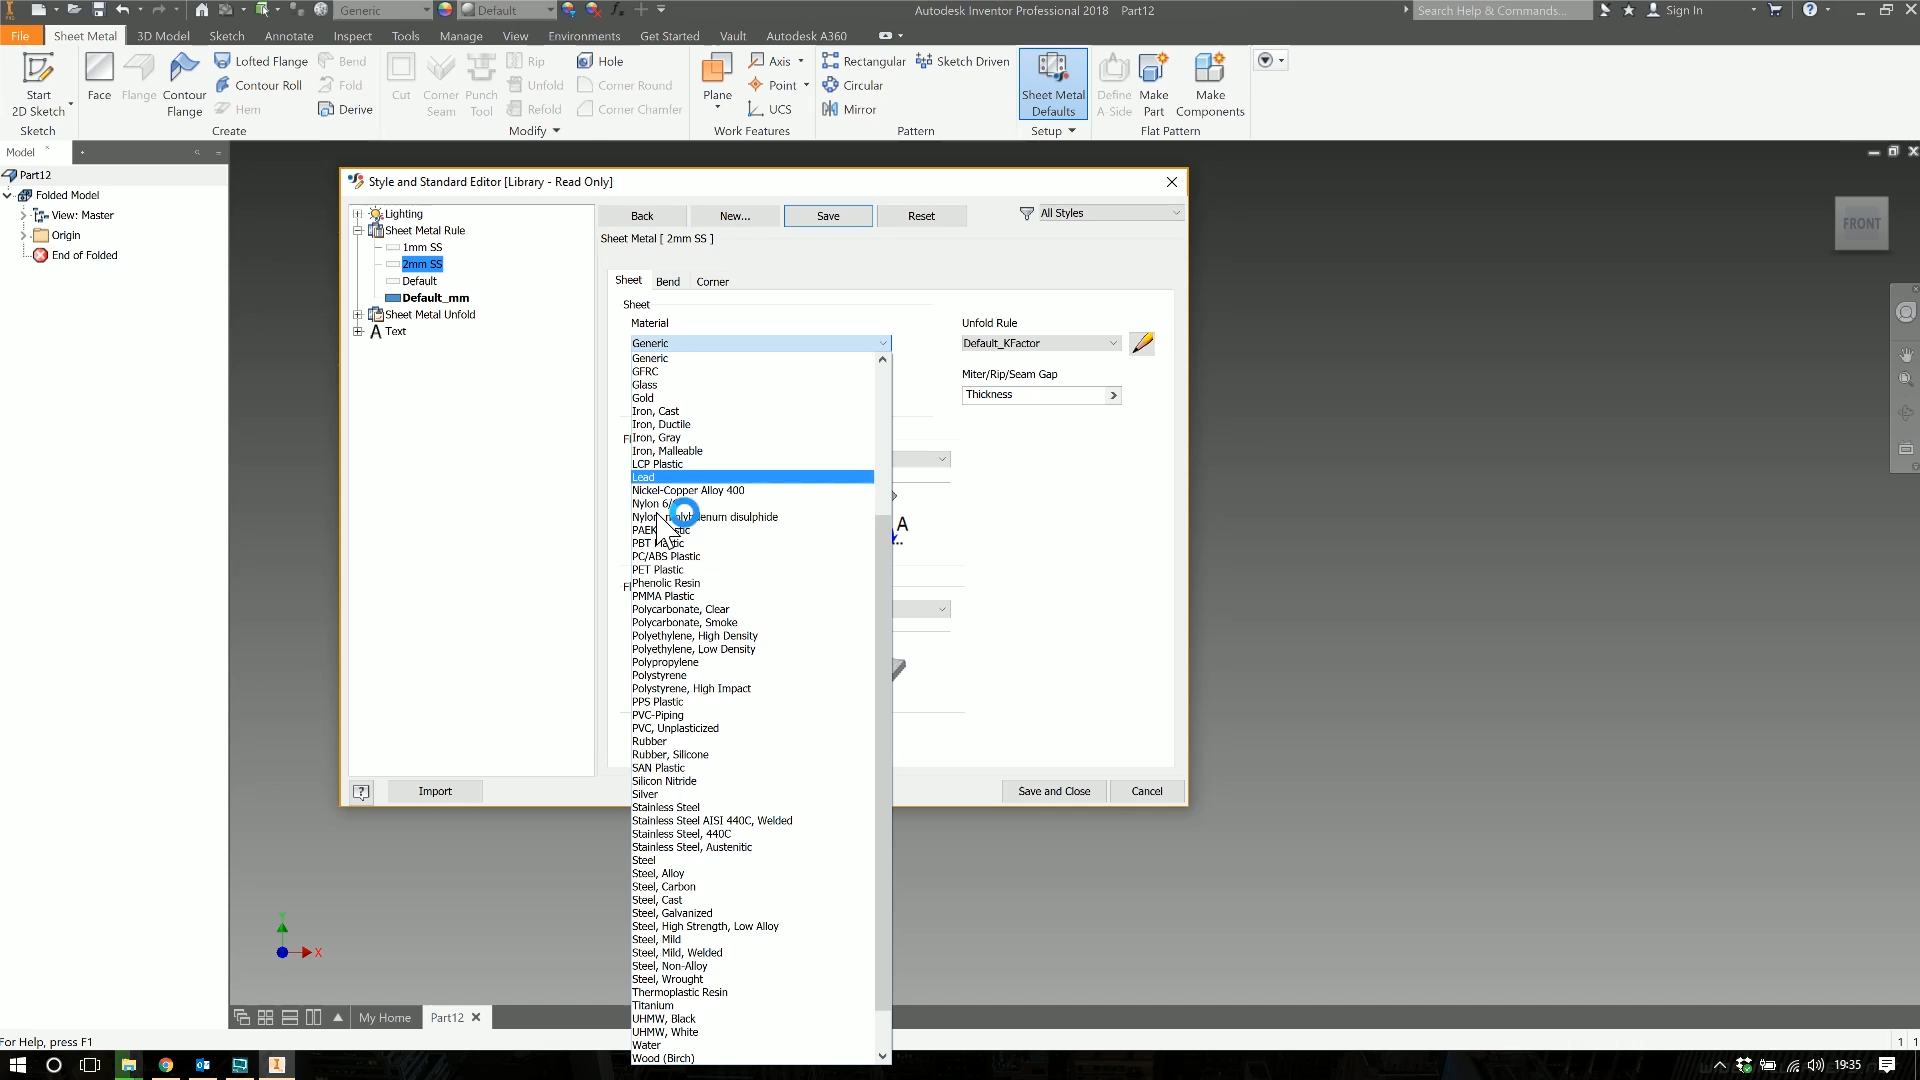 Generic
Default
Autodesk Inventor Professional 2018 Part12
Search Help & Commands...
Sign In
File
Sheet Metal
3D Model
Sketch
Annotate
Inspect
Tools
Manage
View
Environments
Get Started
Vault
Autodesk A360
Start
2D Sketch
Sketch
Face
Flange
Contour
Flange
Lofted Flange
Contour Roll
Hem
Bend
Fold
Derive
Create
Cut
Corner
Seam
Punch
Tool
Rip
Unfold
Refold
Hole
Corner Round
Corner Chamfer
Modify
Plane
Axis
Point
UCS
Work Features
Rectangular
Circular
Mirror
Sketch Driven
Pattern
Sheet Metal
Defaults
Setup
Define
A-Side
Make
Part
Make
Components
Flat Pattern
Model
Part12
Folded Model
View: Master
Origin
End of Folded
FRONT
Style and Standard Editor [Library - Read Only]
Lighting
Sheet Metal Rule
1mm SS
2mm SS
Default
Default_mm
Sheet Metal Unfold
Text
Back
New...
Save
Reset
All Styles
Sheet Metal [ 2mm SS ]
Sheet
Bend
Corner
Sheet
Material
Generic
Unfold Rule
Default_KFactor
Miter/Rip/Seam Gap
Thickness
Generic
GFRC
Glass
Gold
Iron, Cast
Iron, Ductile
Iron, Gray
Iron, Malleable
LCP Plastic
Lead
Nickel-Copper Alloy 400
Nylon
disulphide
PAEK
PBT Plastic
PC/ABS Plastic
PET Plastic
Phenolic Resin
PMMA Plastic
Polycarbonate, Clear
Polycarbonate, Smoke
Polyethylene, High Density
Polyethylene, Low Density
Polypropylene
Polystyrene
Polystyrene, High Impact
PPS Plastic
PVC-Piping
PVC, Unplasticized
Rubber
Rubber, Silicone
SAN Plastic
Silicon Nitride
Silver
Stainless Steel
Stainless Steel AISI 440C, Welded
Stainless Steel, 440C
Stainless Steel, Austenitic
Steel
Steel, Alloy
Steel, Carbon
Steel, Cast
Steel, Galvanized
Steel, High Strength, Low Alloy
Steel, Mild
Steel, Mild, Welded
Steel, Non-Alloy
Steel, Wrought
Thermoplastic Resin
Titanium
UHMW, Black
UHMW, White
Water
Wood (Birch)
A
Import
Save and Close
Cancel
Y
X
My Home
Part12
For Help, press F1
1 1
19:35